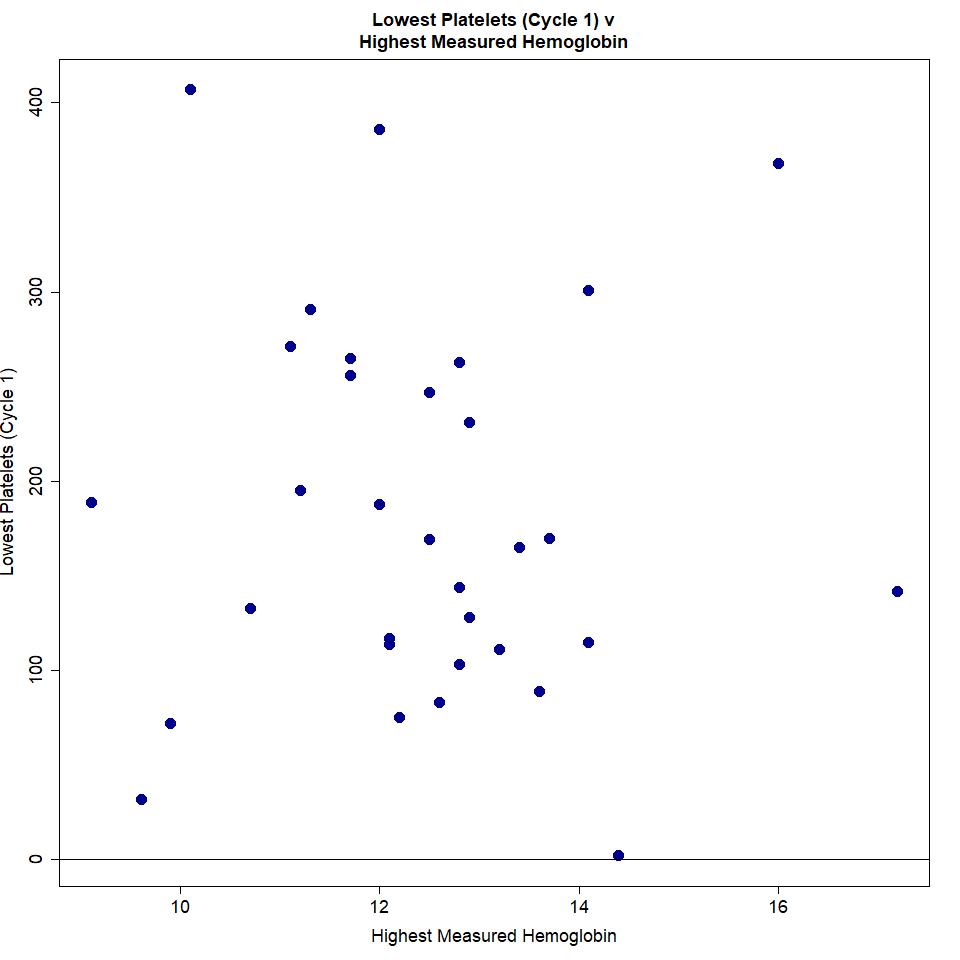 Lowest Platelets (Cycle 1) v
Highest Measured Hemoglobin
400
300
200
100
0
Lowest Platelets (Cycle 1)
10 12 14 16
Highest Measured Hemoglobin